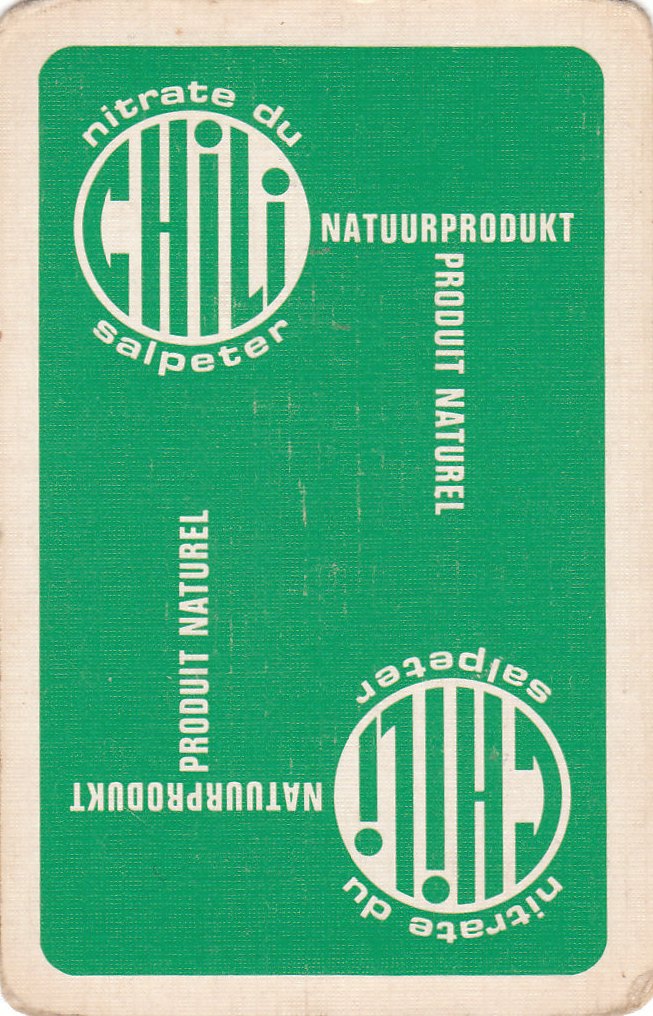 nitrate du
CHiLi
salpeter
NATUURPRODUKT
PRODUIT NATUREL
PRODUIT NATUREL
NATUURPRODUKT
salpeter
CHiLi
nitrate du